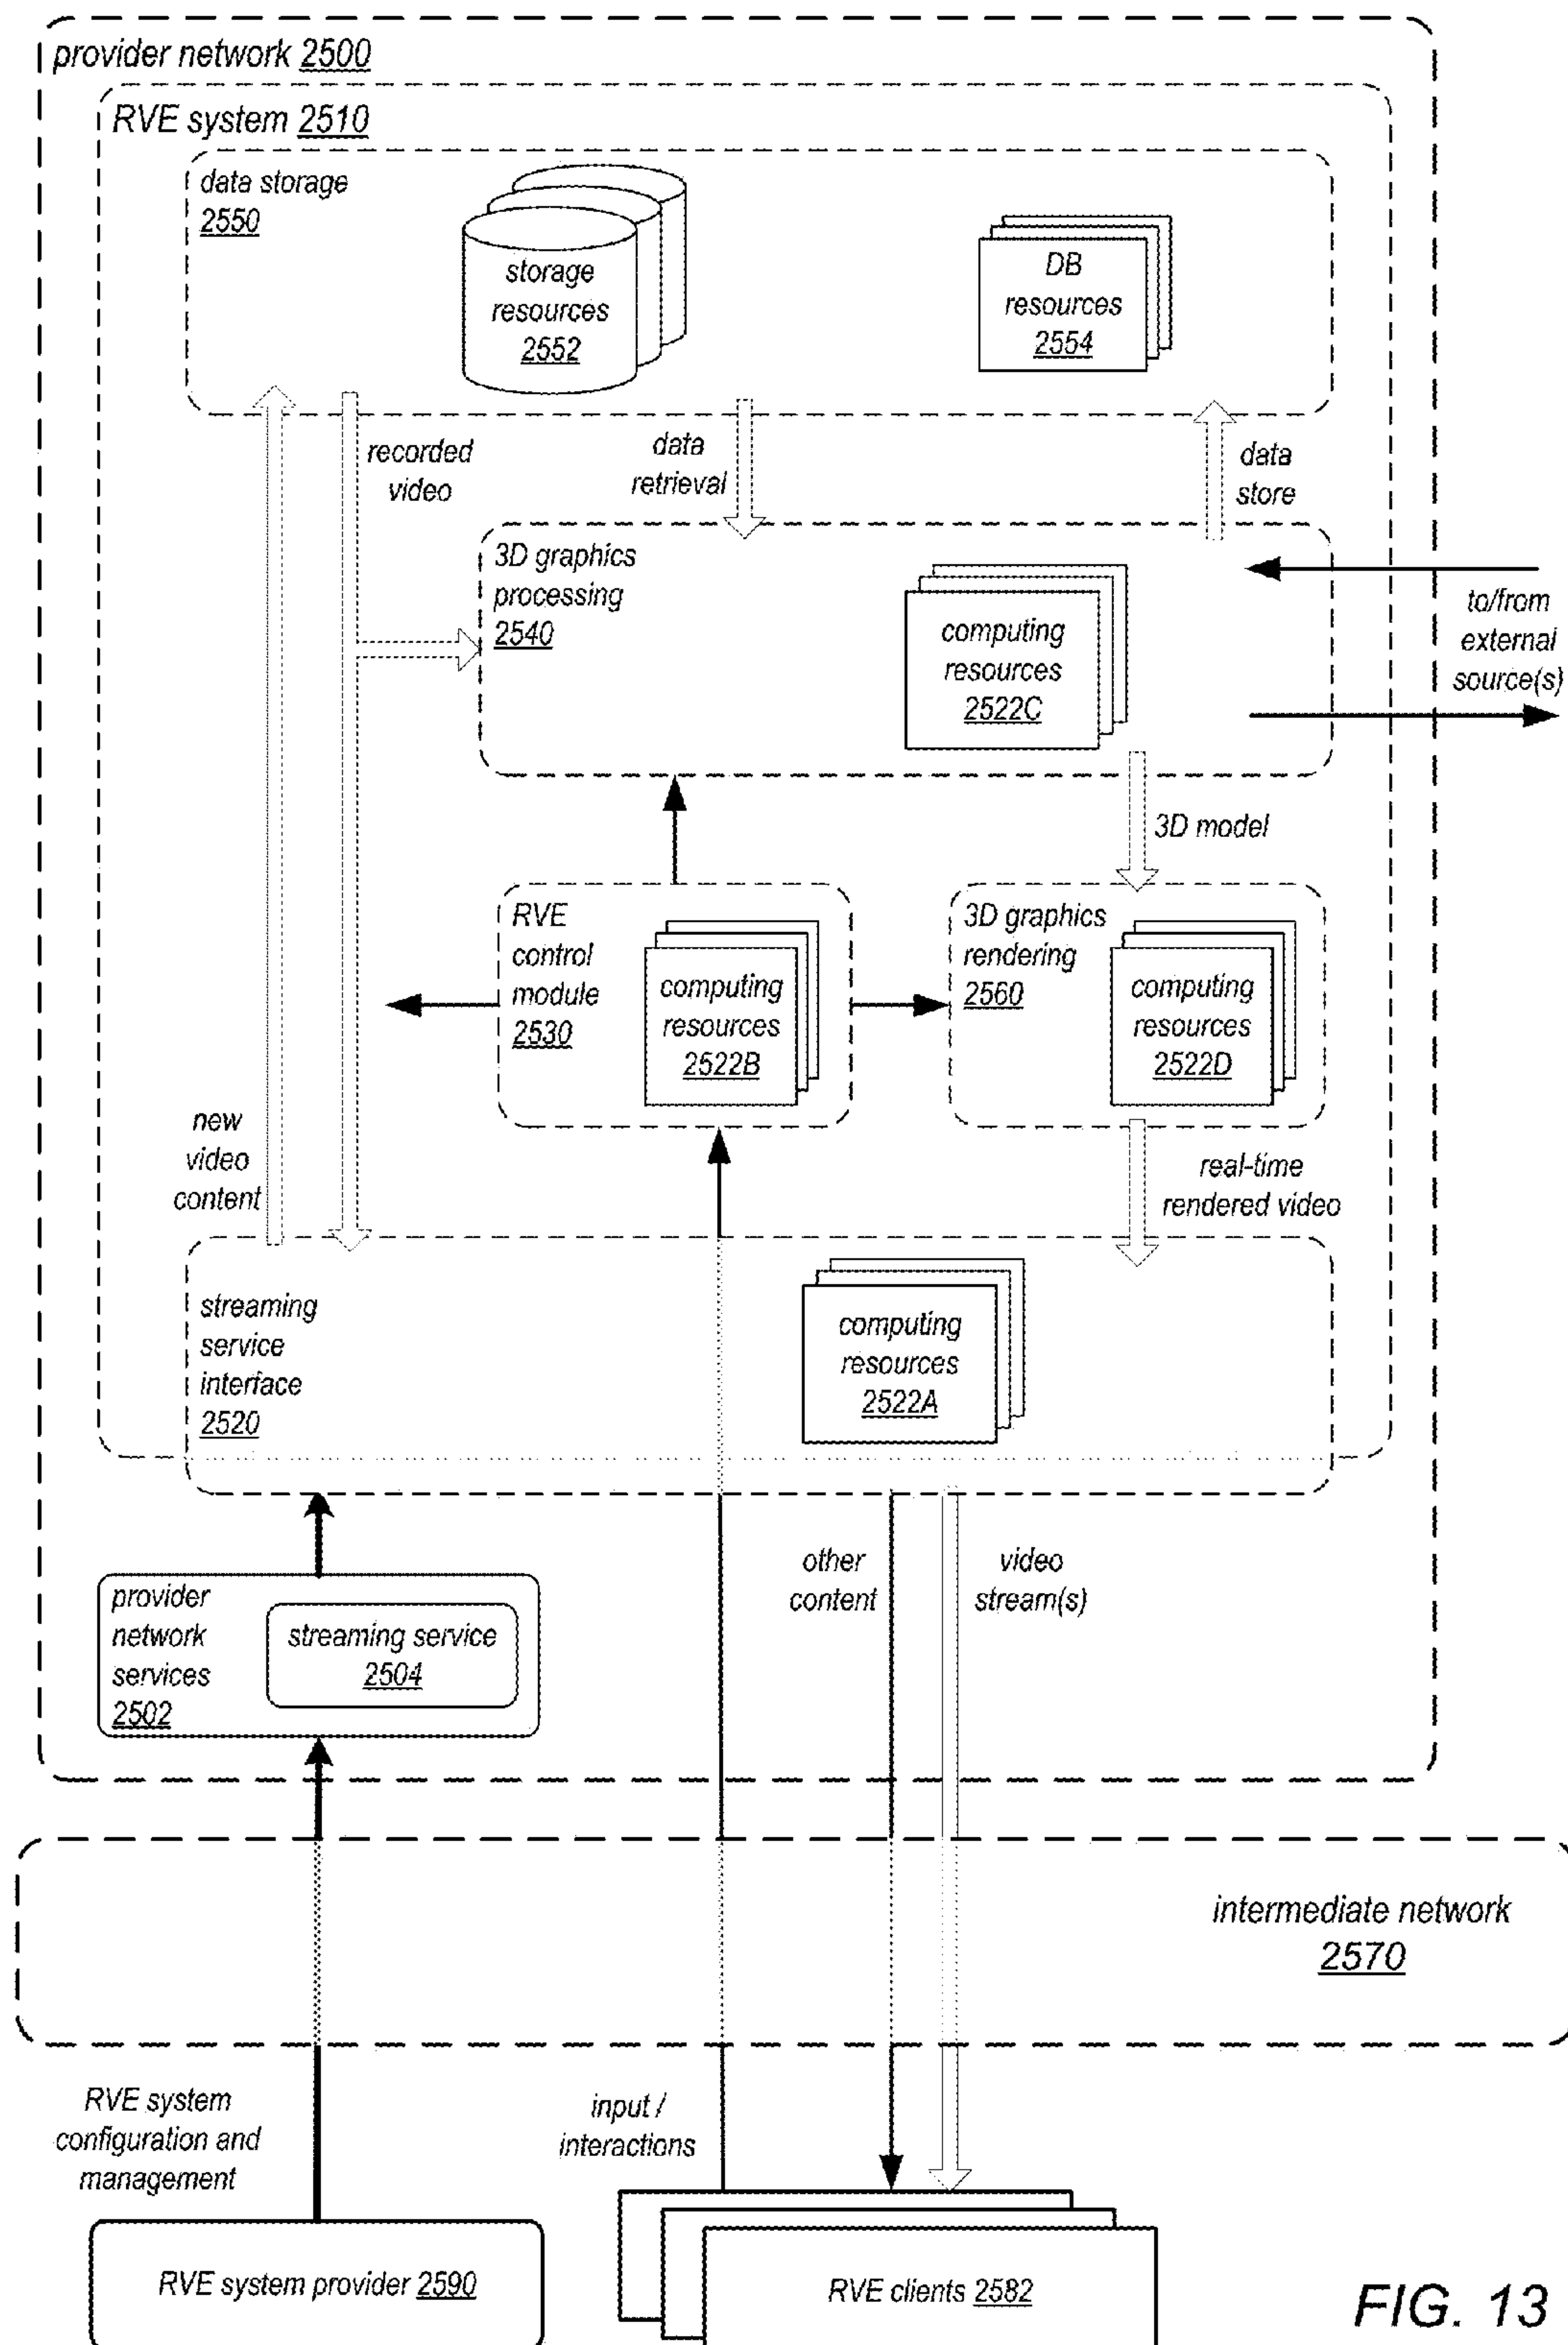 provider network 2500
RVE system 2510
data storage
2550
storage
resources
2552
DB
resources
2554
recorded
video
data
retrieval
data
store
3D graphics
processing
2540
computing
resources
2522C
to/from
external
source(s)
3D model
RVE
control
module
2530
computing
resources
2522B
3D graphics
rendering
2560
computing
resources
2522D
new
video
content
real-time
rendered video
streaming
service
interface
2520
computing
resources
2522A
other
content
video
stream(s)
provider
network
services
2502
streaming service
2504
intermediate network
2570
RVE system
configuration and
management
input /
interactions
RVE system provider 2590
RVE clients 2582
FIG. 13